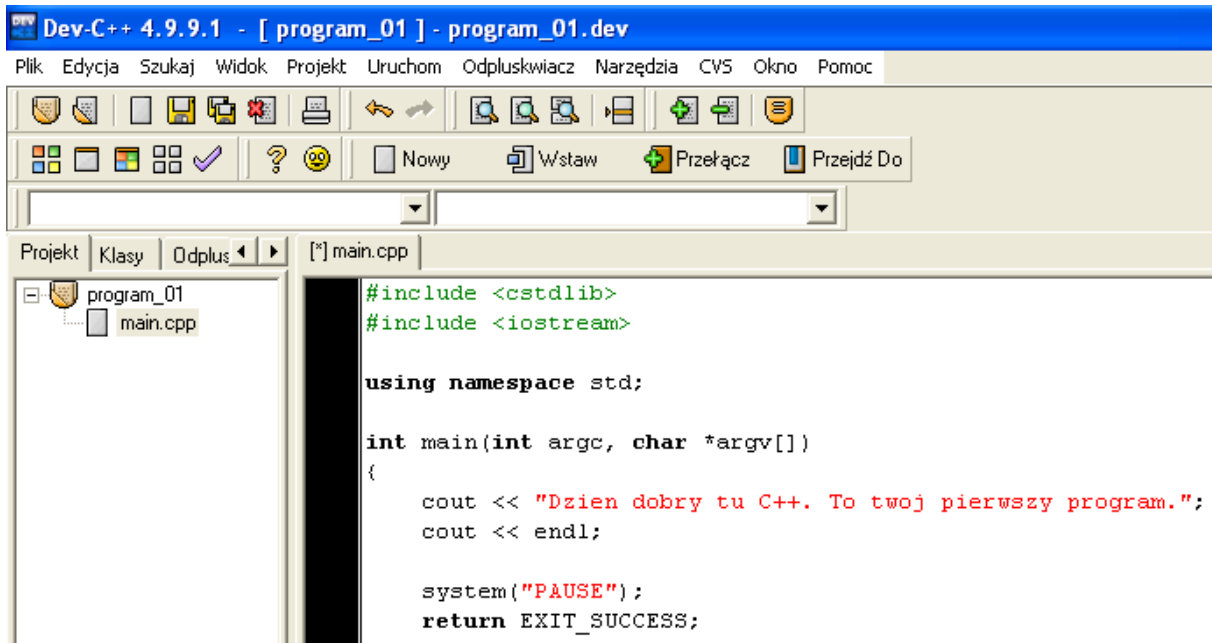 Dev-C++ 4.9.9.1 - [ program_01 ] - program_01.dev
Plik Edycja Szukaj Widok Projekt Uruchom Odpluskwiacz Narzędzia CVS Okno Pomoc
Nowy Wstaw Przełącz Przejdź Do
Projekt Klasy Odplus [*] main.cpp
program_01
main.cpp
#include <cstdlib>
#include <iostream>
using namespace std;
int main(int argc, char *argv[])
{
cout << "Dzien dobry tu C++. To twoj pierwszy program.";
cout << endl;
system("PAUSE");
return EXIT_SUCCESS;